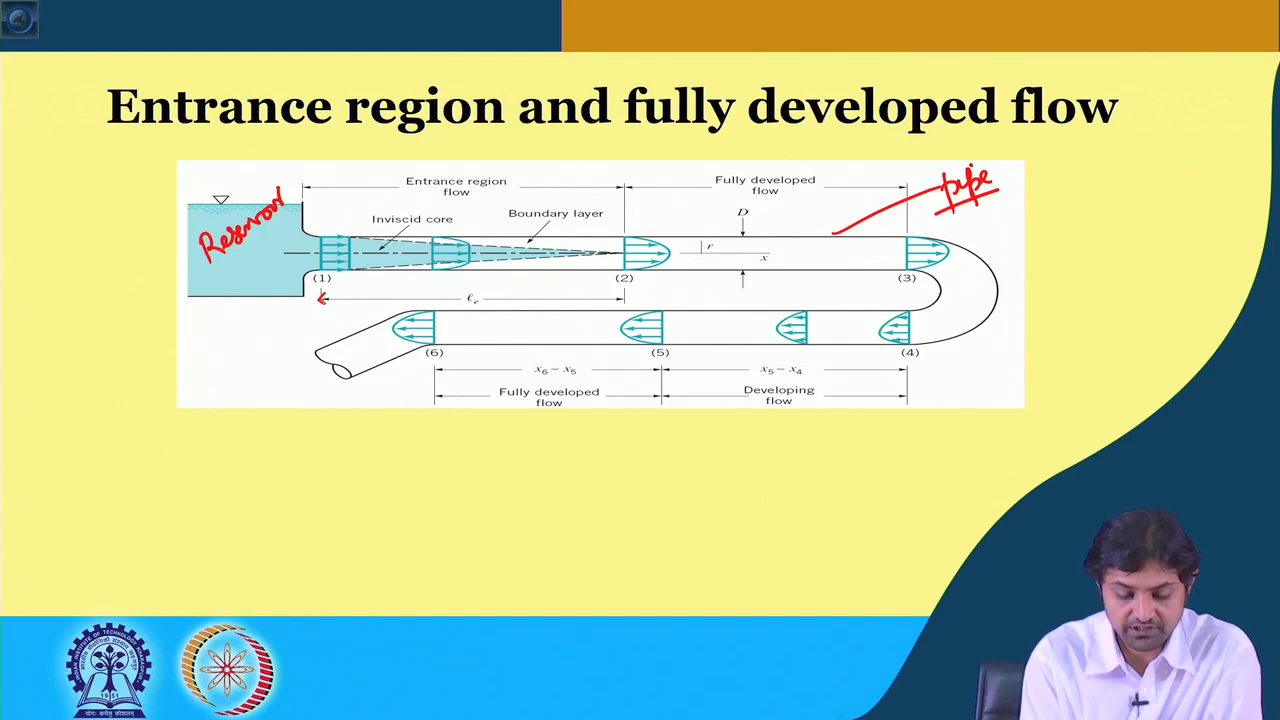 Entrance region and fully developed flow
Entrance region
flow
Fully developed
flow
Reservoir
pipe
Inviscid core
Boundary layer
D
r
x
(1)
(2)
(3)
ℓe
(6)
(5)
(4)
x6 – x5
x5 – x4
Fully developed
flow
Developing
flow
1951